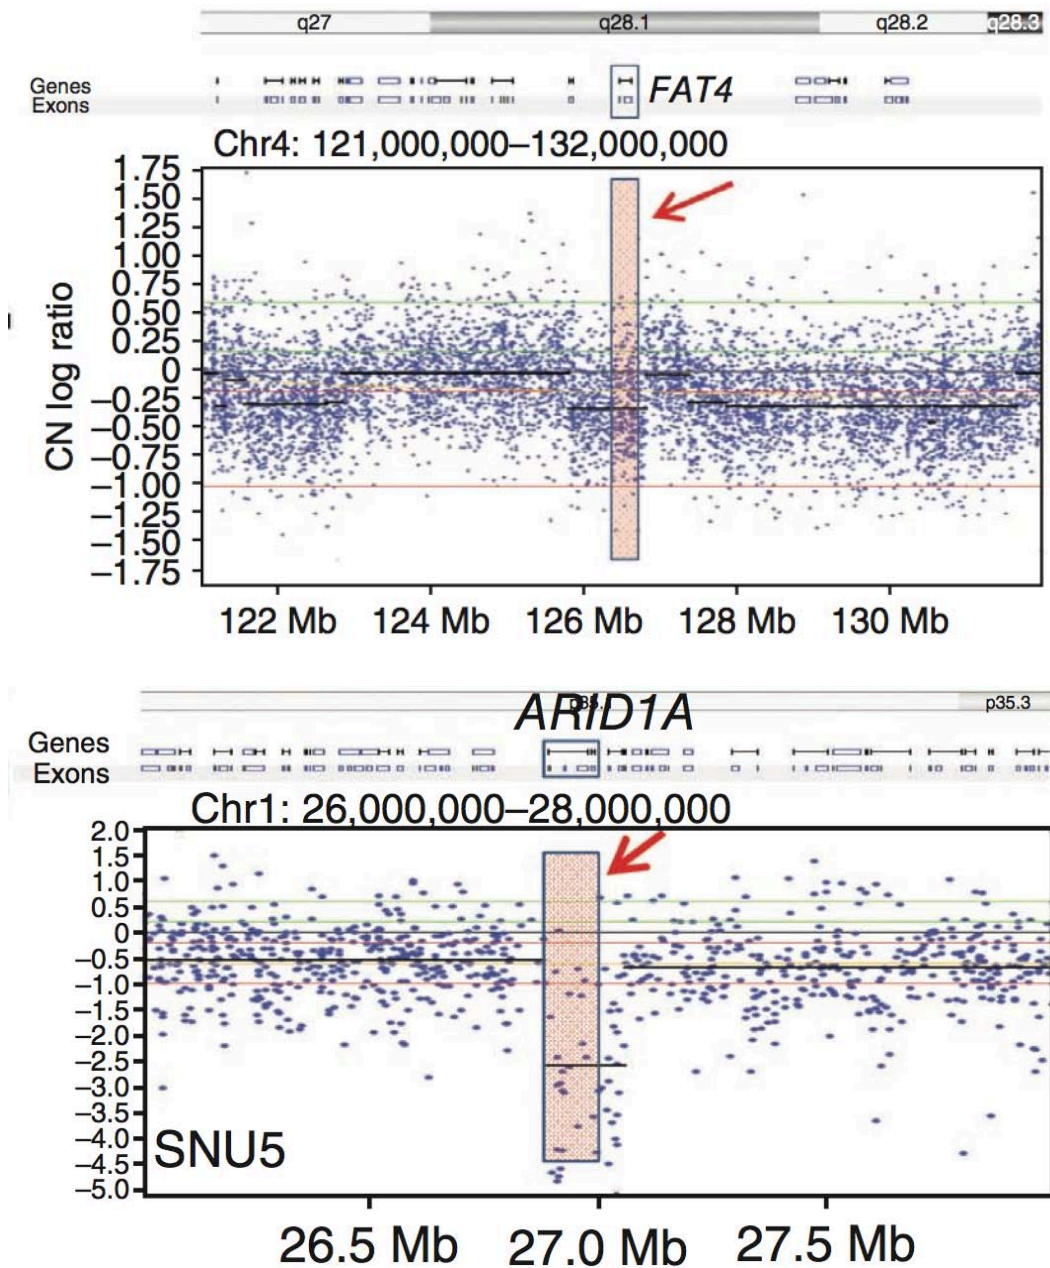 q27 q28.1 q28.2 q28.3
Genes
Exons
FAT4
Chr4: 121,000,000–132,000,000
CN log ratio
1.75
1.50
1.25
1.00
0.75
0.50
0.25
0
–0.25
–0.50
–0.75
–1.00
–1.25
–1.50
–1.75
122 Mb 124 Mb 126 Mb 128 Mb 130 Mb
p35.3
ARID1A
Genes
Exons
Chr1: 26,000,000–28,000,000
2.0
1.5
1.0
0.5
0
–0.5
–1.0
–1.5
–2.0
–2.5
–3.0
–3.5
–4.0
–4.5
–5.0
SNU5
26.5 Mb 27.0 Mb 27.5 Mb